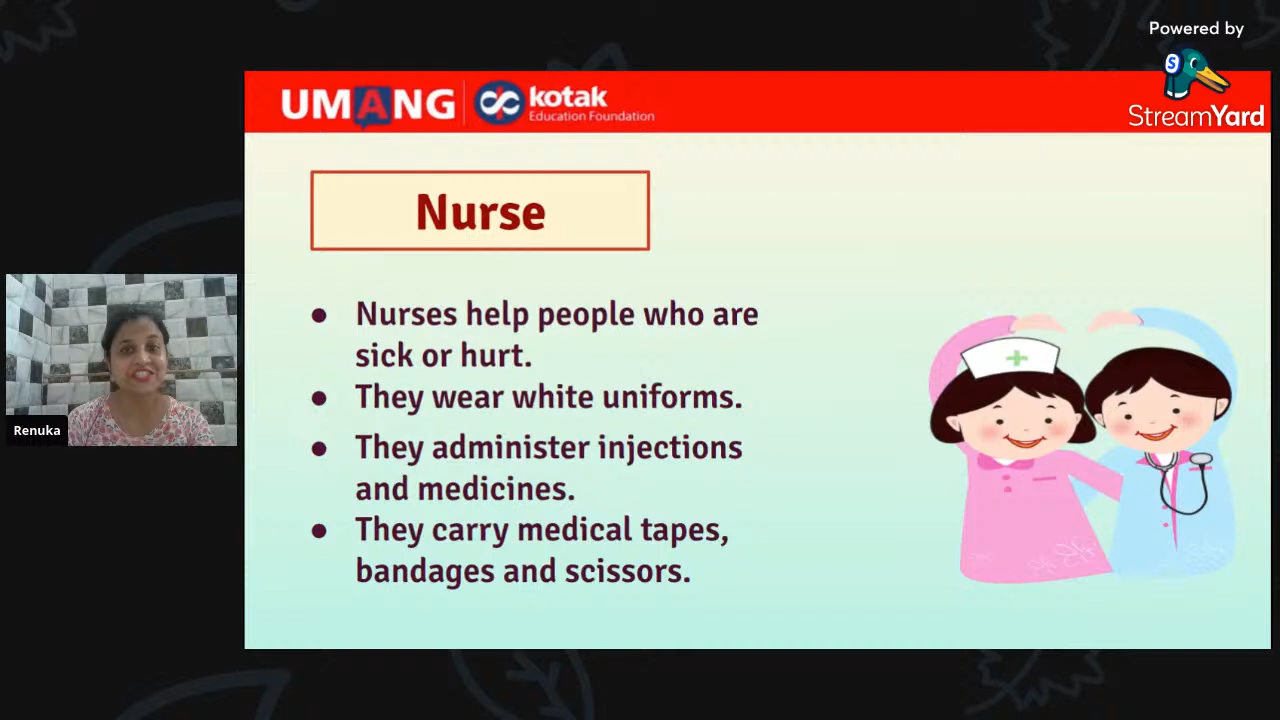 Powered by
StreamYard
UMANG
kotak
Education Foundation
Nurse
● Nurses help people who are
sick or hurt.
● They wear white uniforms.
● They administer injections
and medicines.
● They carry medical tapes,
bandages and scissors.
Renuka